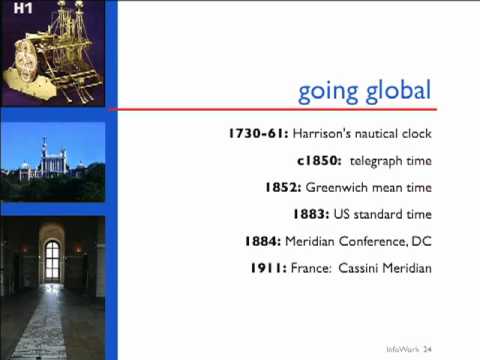 H1
going global
1730-61: Harrison's nautical clock
c1850: telegraph time
1852: Greenwich mean time
1883: US standard time
1884: Meridian Conference, DC
1911: France: Cassini Meridian
InfoWork 24